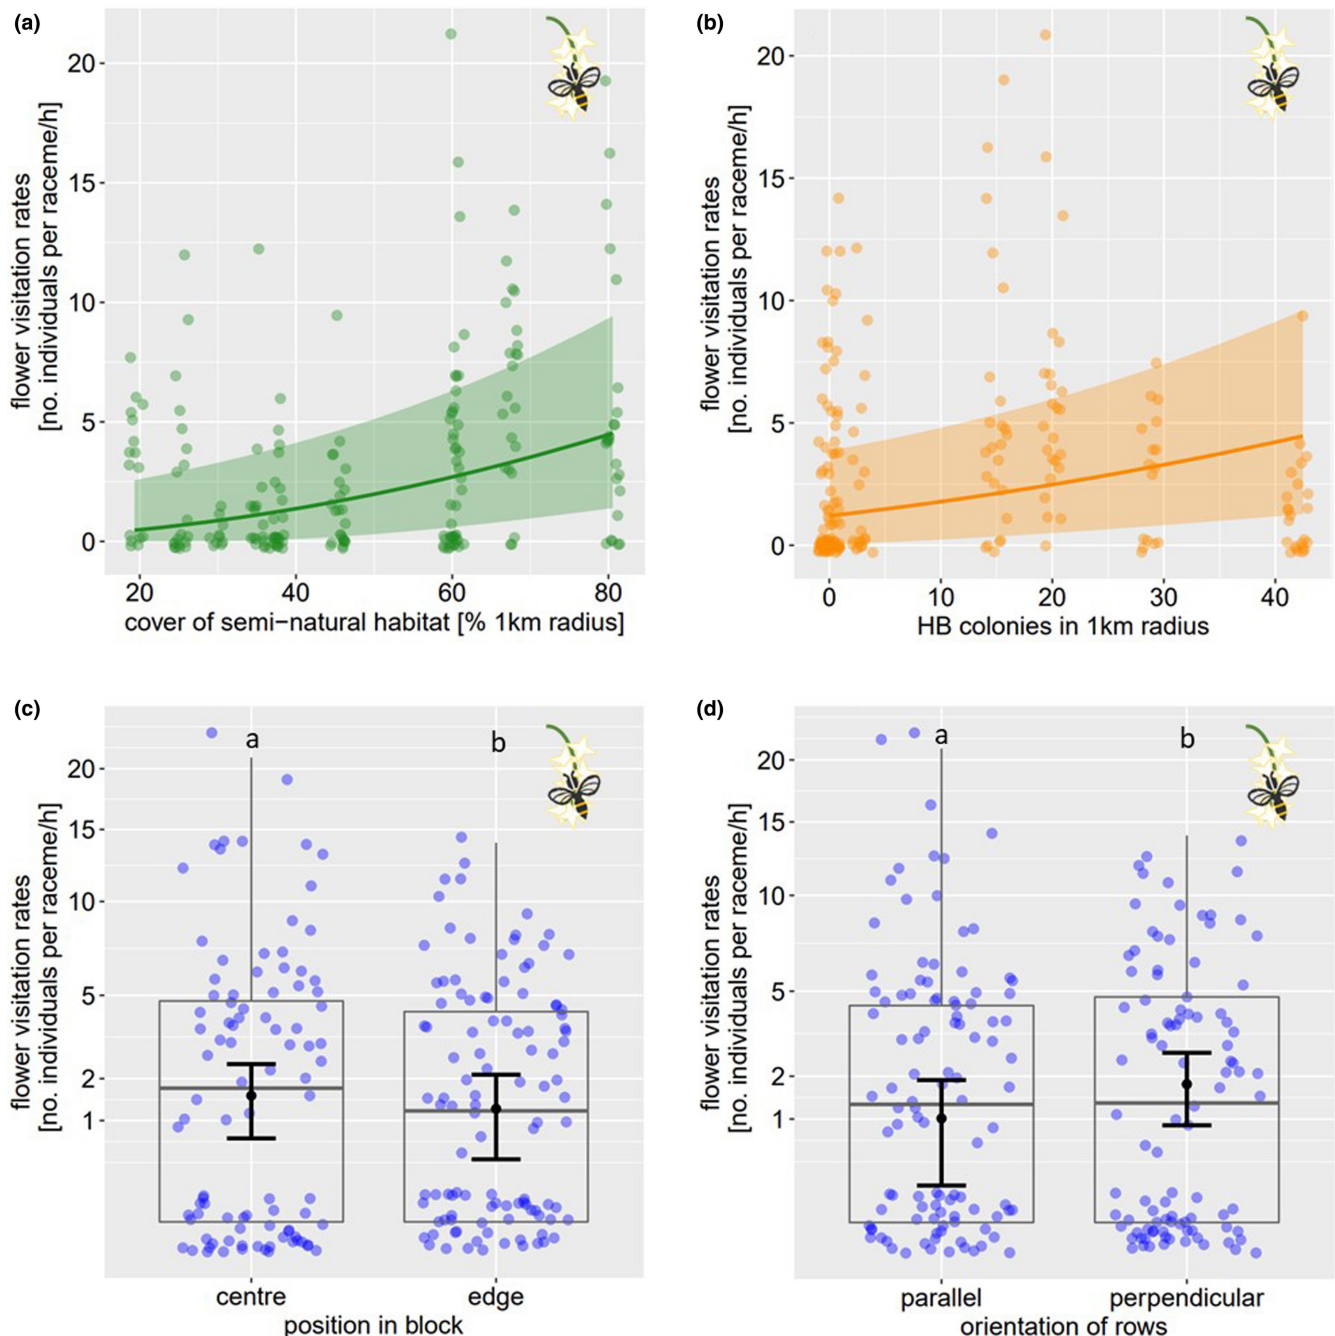 (a)
flower visitation rates
[no. individuals per raceme/h]
20
15
10
5
0
20 40 60 80
cover of semi−natural habitat [% 1km radius]
(b)
flower visitation rates
[no. individuals per raceme/h]
20
15
10
5
0
0 10 20 30 40
HB colonies in 1km radius
(c)
flower visitation rates
[no. individuals per raceme/h]
20
15
10
5
2
1
a b
centre edge
position in block
(d)
flower visitation rates
[no. individuals per raceme/h]
20
15
10
5
2
1
a b
parallel perpendicular
orientation of rows